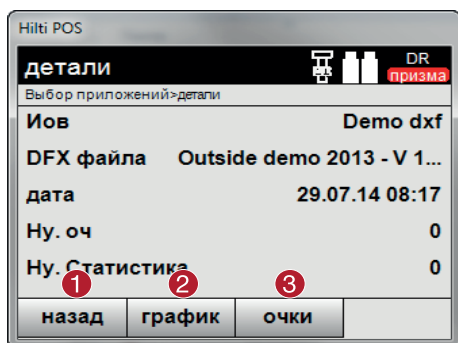 Hilti POS
детали
DR
призма
Выбор приложений>детали
Иов Demo dxf
DFX файла Outside demo 2013 - V 1...
дата 29.07.14 08:17
Ну. оч 0
Ну. Статистика 0
1 2 3
назад график очки